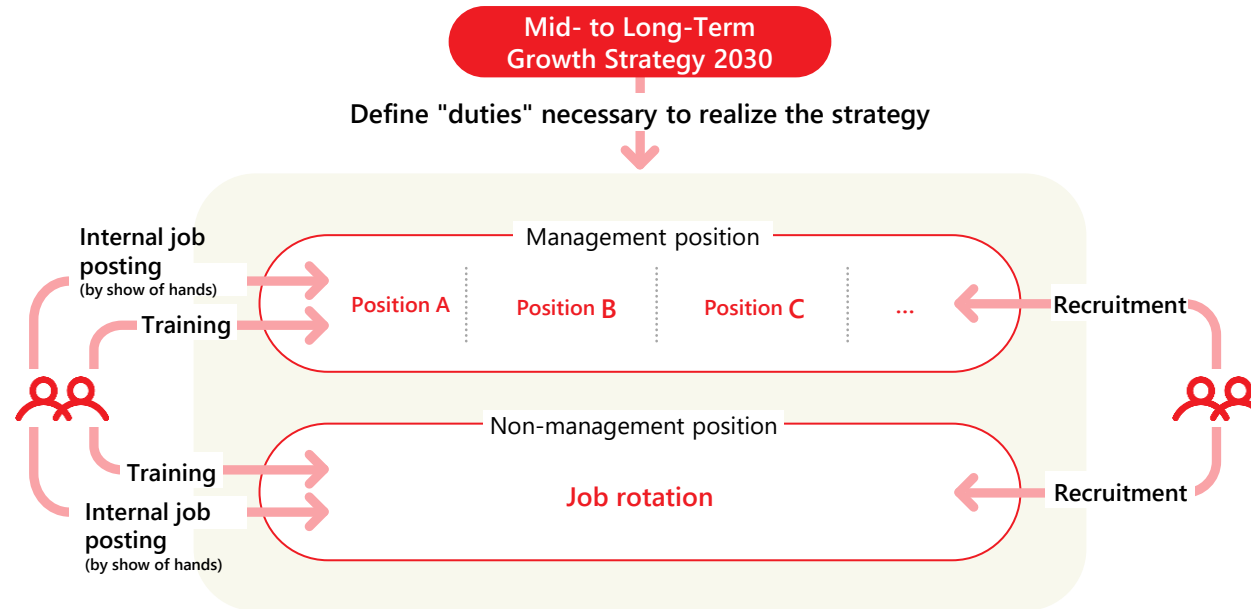 Mid- to Long-Term
Growth Strategy 2030
Define "duties" necessary to realize the strategy
Management position
Internal job
posting
(by show of hands)
Training
Position A
Position B
Position C
...
Recruitment
Non-management position
Training
Internal job
posting
(by show of hands)
Job rotation
Recruitment